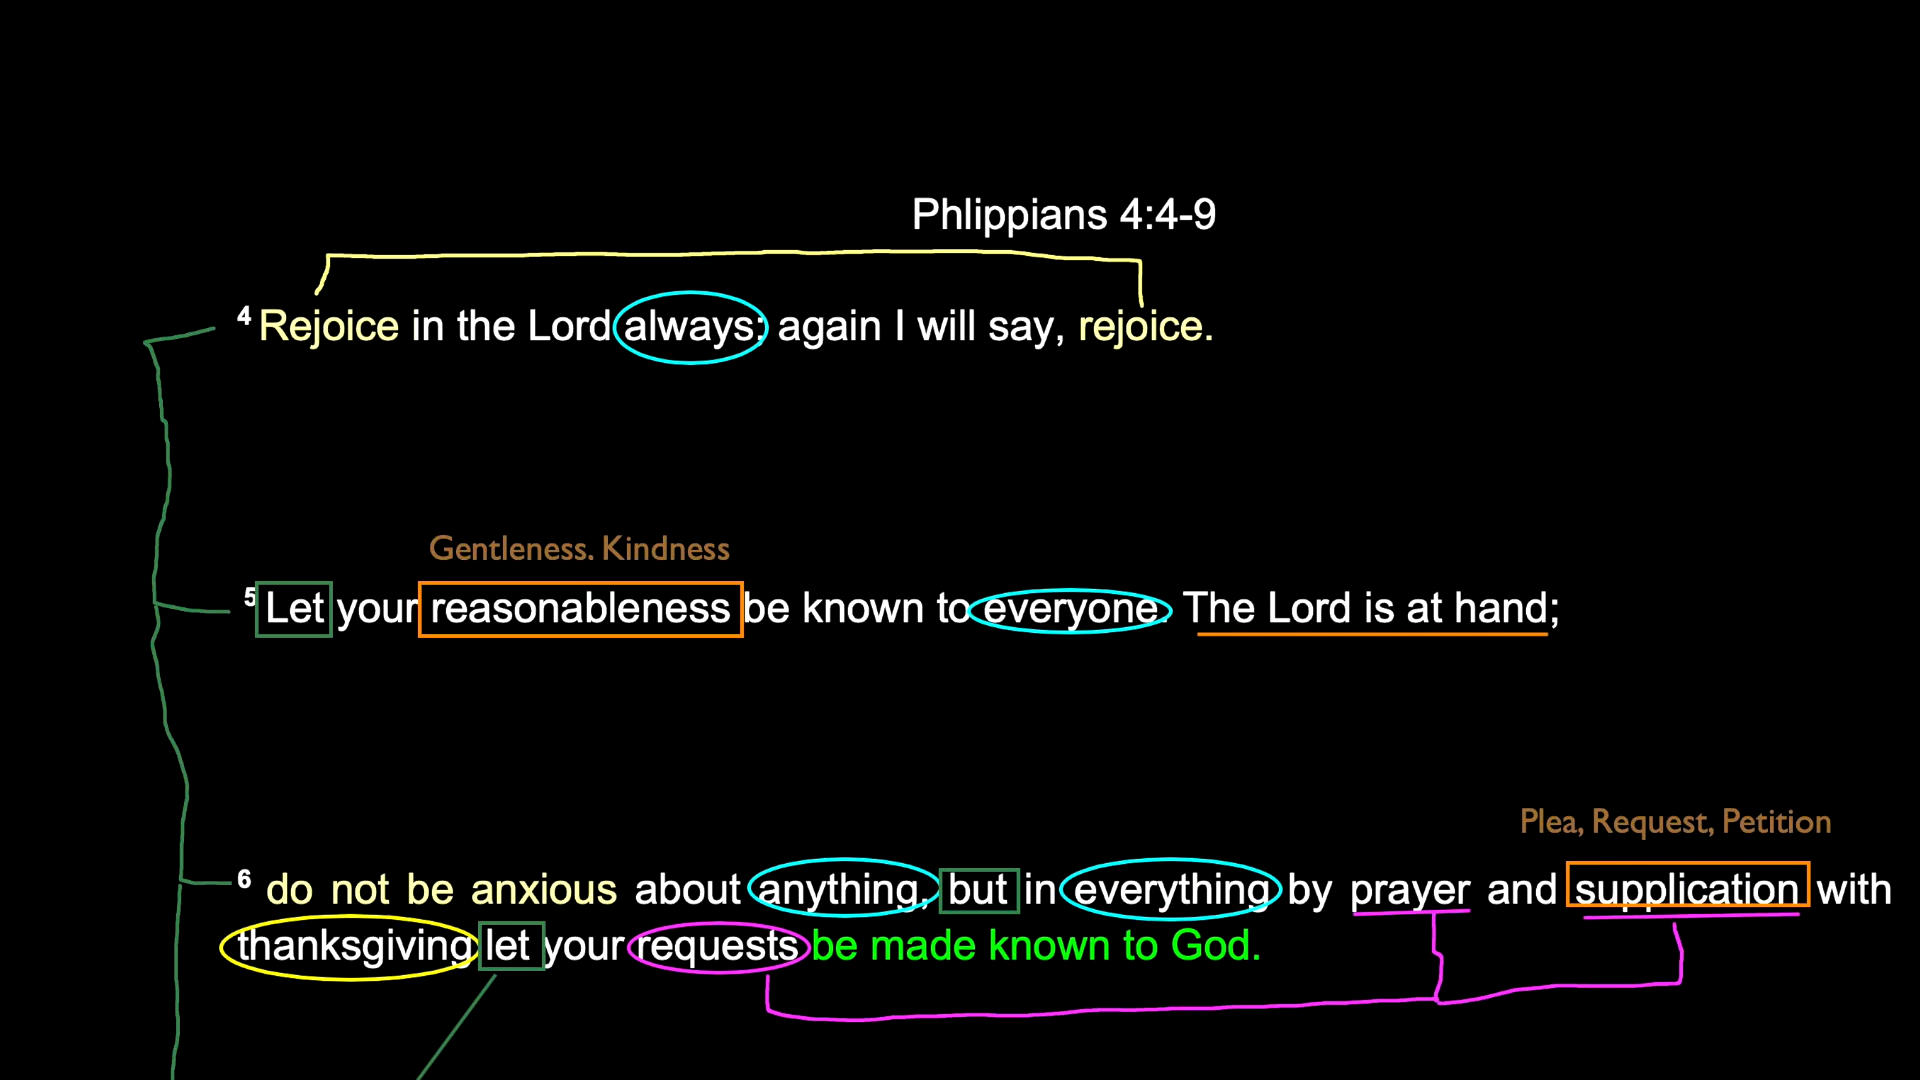 Phlippians 4:4-9
4 Rejoice in the Lord always; again I will say, rejoice.
Gentleness. Kindness
5 Let your reasonableness be known to everyone. The Lord is at hand;
Plea, Request, Petition
6 do not be anxious about anything, but in everything by prayer and supplication with
thanksgiving let your requests be made known to God.